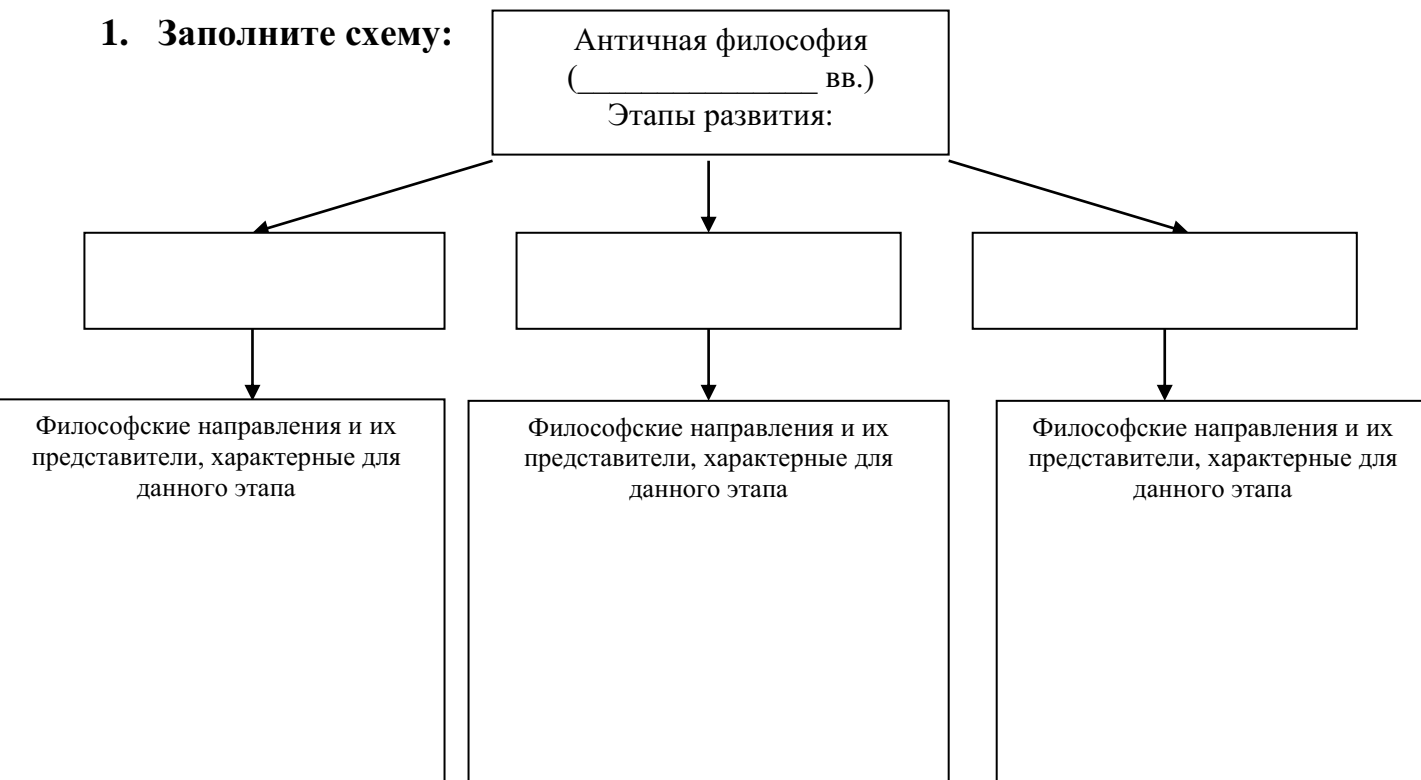 1. Заполните схему:
Античная философия
(_______________ вв.)
Этапы развития:
Философские направления и их
представители, характерные для
данного этапа
Философские направления и их
представители, характерные для
данного этапа
Философские направления и их
представители, характерные для
данного этапа